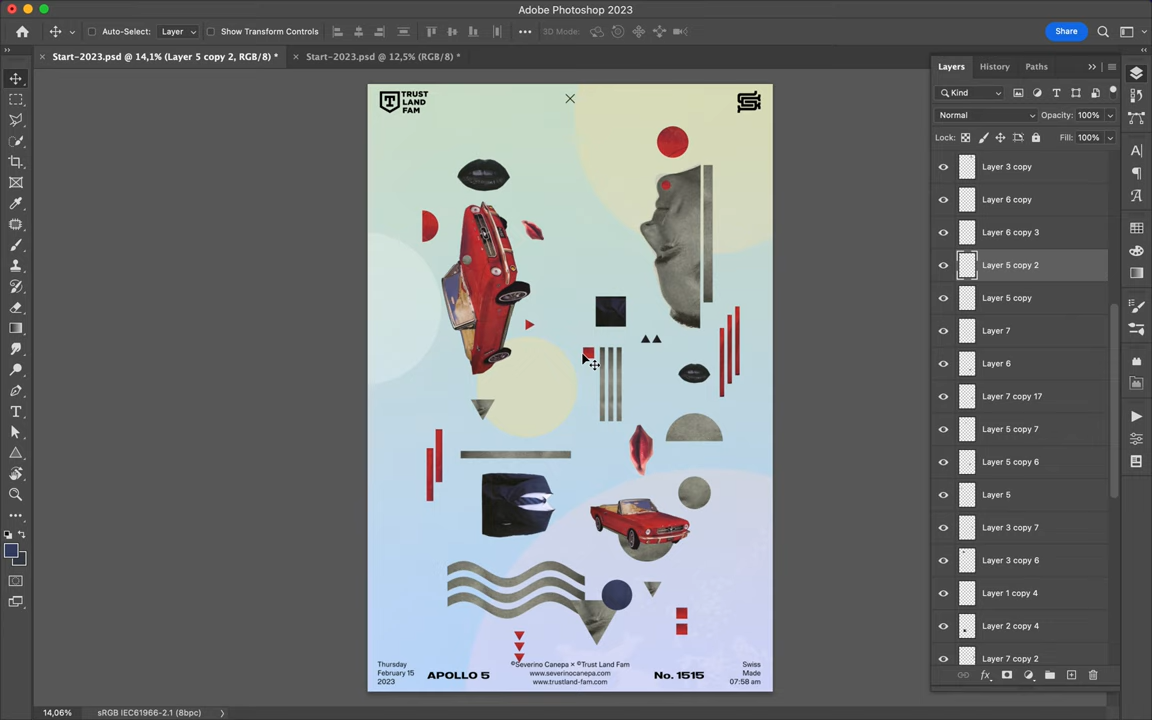 Adobe Photoshop 2023
Auto-Select: Layer Show Transform Controls 3D Mode: Share
Start-2023.psd @ 14,1% (Layer 5 copy 2, RGB/8) * Start-2023.psd @ 12,5% (RGB/8) *
Layers History Paths
Kind
Normal Opacity: 100%
Lock: Fill: 100%
Layer 3 copy
Layer 6 copy
Layer 6 copy 3
Layer 5 copy 2
Layer 5 copy
Layer 7
Layer 6
Layer 7 copy 17
Layer 5 copy 7
Layer 5 copy 6
Layer 5
Layer 3 copy 7
Layer 3 copy 6
Layer 1 copy 4
Layer 2 copy 4
Layer 7 copy 2
TRUST
LAND
FAM
Thursday
February 15
2023
APOLLO 5
©Severino Canepa × ©Trust Land Fam
www.severinocanepa.com
www.trustland-fam.com
No. 1515
Swiss
Made
07:58 am
14,06% sRGB IEC61966-2.1 (8bpc)